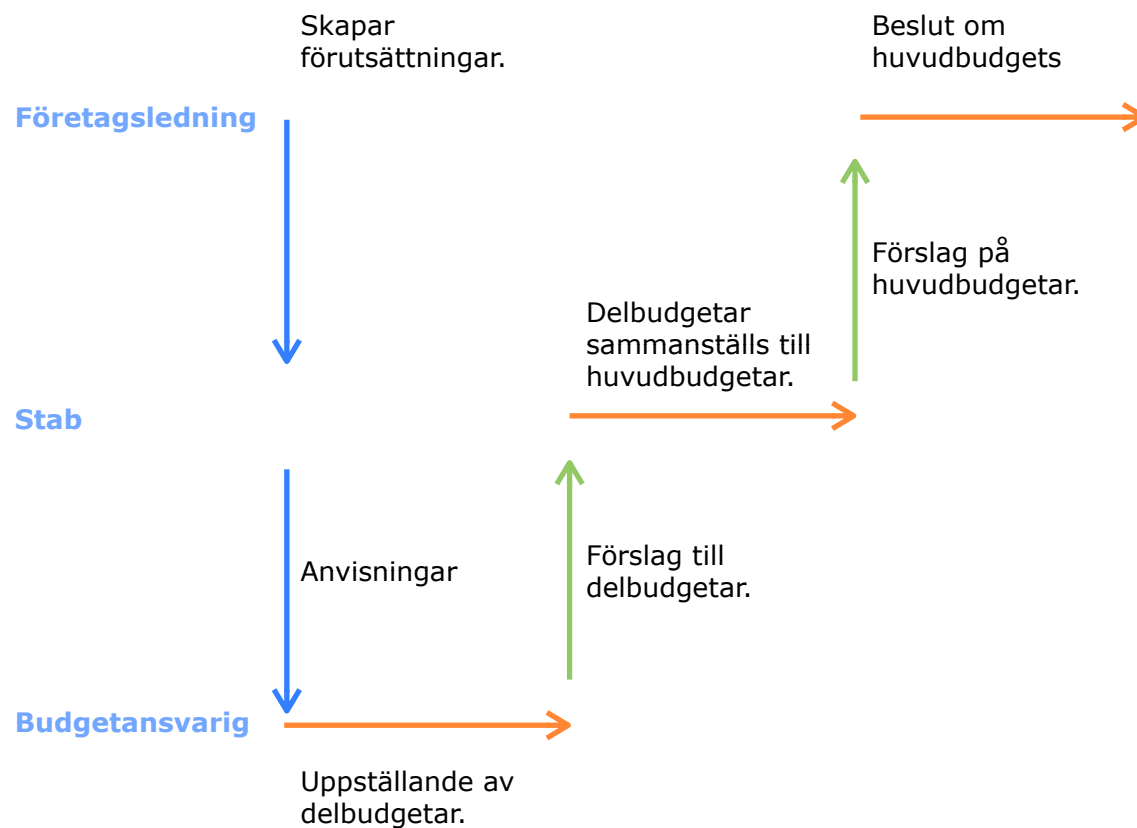 Skapar
förutsättningar.
Beslut om
huvudbudgets
Företagsledning
Förslag på
huvudbudgetar.
Delbudgetar
sammanställs till
huvudbudgetar.
Stab
Anvisningar
Förslag till
delbudgetar.
Budgetansvarig
Uppställande av
delbudgetar.